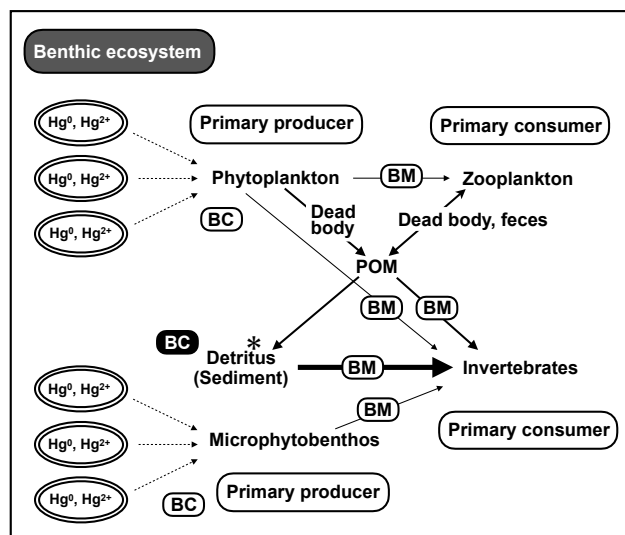 Benthic ecosystem
Hg⁰, Hg²⁺
Primary producer
Primary consumer
Hg⁰, Hg²⁺
Phytoplankton
BM
Zooplankton
Hg⁰, Hg²⁺
BC
Dead
body
Dead body, feces
POM
BM
BM
BC
*
Detritus
(Sediment)
BM
Invertebrates
Hg⁰, Hg²⁺
BM
Hg⁰, Hg²⁺
Microphytobenthos
Primary consumer
Hg⁰, Hg²⁺
BC
Primary producer